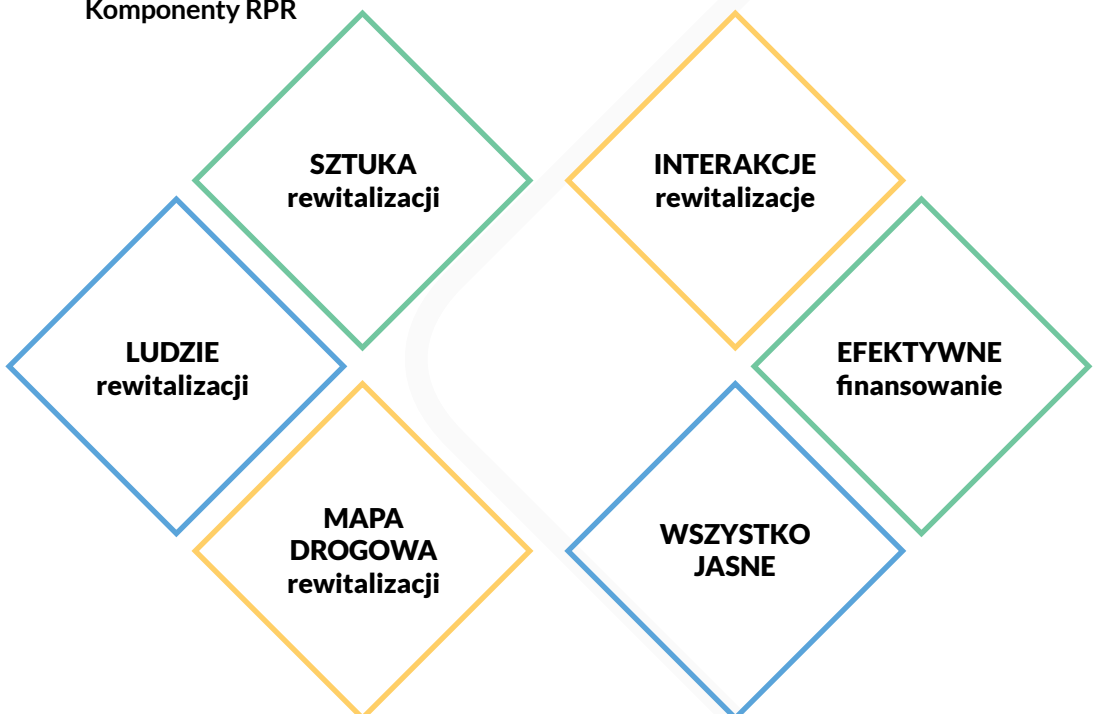 Komponenty RPR
SZTUKA
rewitalizacji
INTERAKCJE
rewitalizacje
LUDZIE
rewitalizacji
EFEKTYWNE
finansowanie
MAPA
DROGOWA
rewitalizacji
WSZYSTKO
JASNE